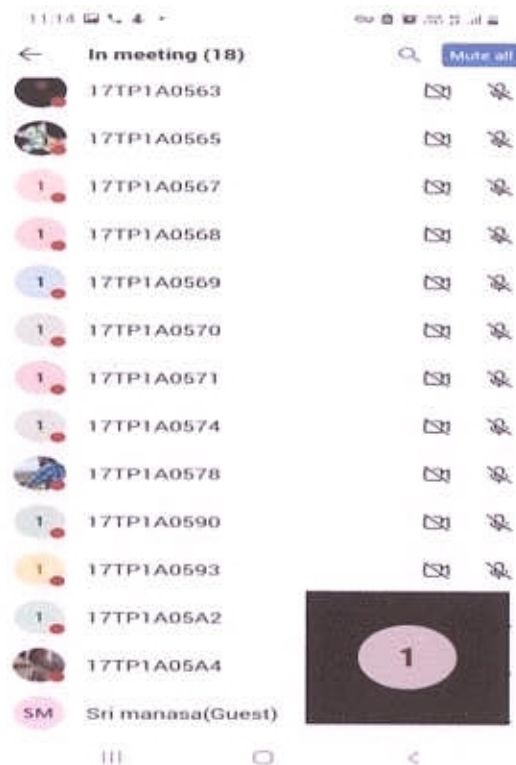 11:14
In meeting (18) Mute all
17TP1A0563
17TP1A0565
1 17TP1A0567
1 17TP1A0568
1 17TP1A0569
1 17TP1A0570
1 17TP1A0571
1 17TP1A0574
17TP1A0578
1 17TP1A0590
1 17TP1A0593
1 17TP1A05A2
1
17TP1A05A4
SM Sri manasa(Guest)